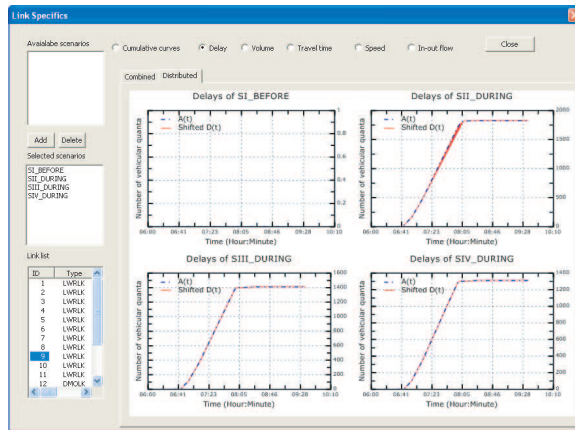 Link Specifics
Avaialabe scenarios
Cumulative curves
Delay
Volume
Travel time
Speed
In-out flow
Close
Combined
Distributed
Add
Delete
Selected scenarios
SI_BEFORE
SII_DURING
SIII_DURING
SIV_DURING
Link list
ID Type
1 LWRLK
2 LWRLK
3 LWRLK
4 LWRLK
5 LWRLK
6 LWRLK
7 LWRLK
8 LWRLK
9 LWRLK
10 LWRLK
11 LWRLK
12 DMOLK
Delays of SI_BEFORE
A(t)
Shifted D(t)
Number of vehicular quanta
1
0.8
0.6
0.4
0.2
0
06:00 06:41 07:23 08:05 08:46 09:28 10:10
Time (Hour:Minute)
Delays of SII_DURING
A(t)
Shifted D(t)
Number of vehicular quanta
2000
1500
1000
500
0
06:00 06:41 07:23 08:05 08:46 09:28 10:10
Time (Hour:Minute)
Delays of SIII_DURING
A(t)
Shifted D(t)
Number of vehicular quanta
1600
1400
1200
1000
800
600
400
200
0
06:00 06:41 07:23 08:05 08:46 09:28 10:10
Time (Hour:Minute)
Delays of SIV_DURING
A(t)
Shifted D(t)
Number of vehicular quanta
1400
1200
1000
800
600
400
200
0
06:00 06:41 07:23 08:05 08:46 09:28 10:10
Time (Hour:Minute)